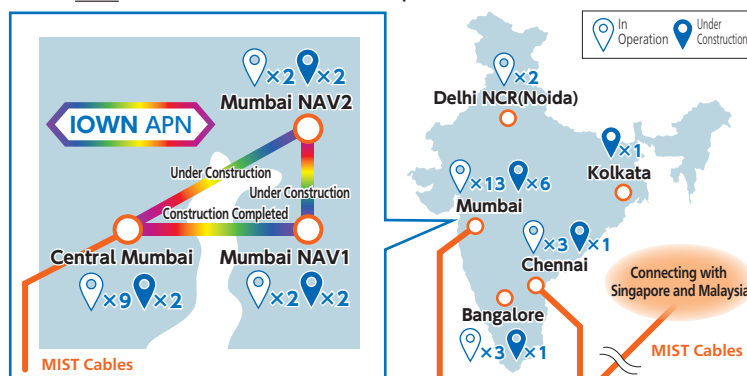 In
Operation
Under
Construction
×2 ×2
Mumbai NAV2
IOWN APN
Under Construction
Under Construction
Construction Completed
Central Mumbai
Mumbai NAV1
×9 ×2
×2 ×2
MIST Cables
×2
Delhi NCR(Noida)
×1
Kolkata
×13 ×6
Mumbai
×3 ×1
Chennai
Connecting with
Singapore and Malaysia
Bangalore
×3 ×1
MIST Cables